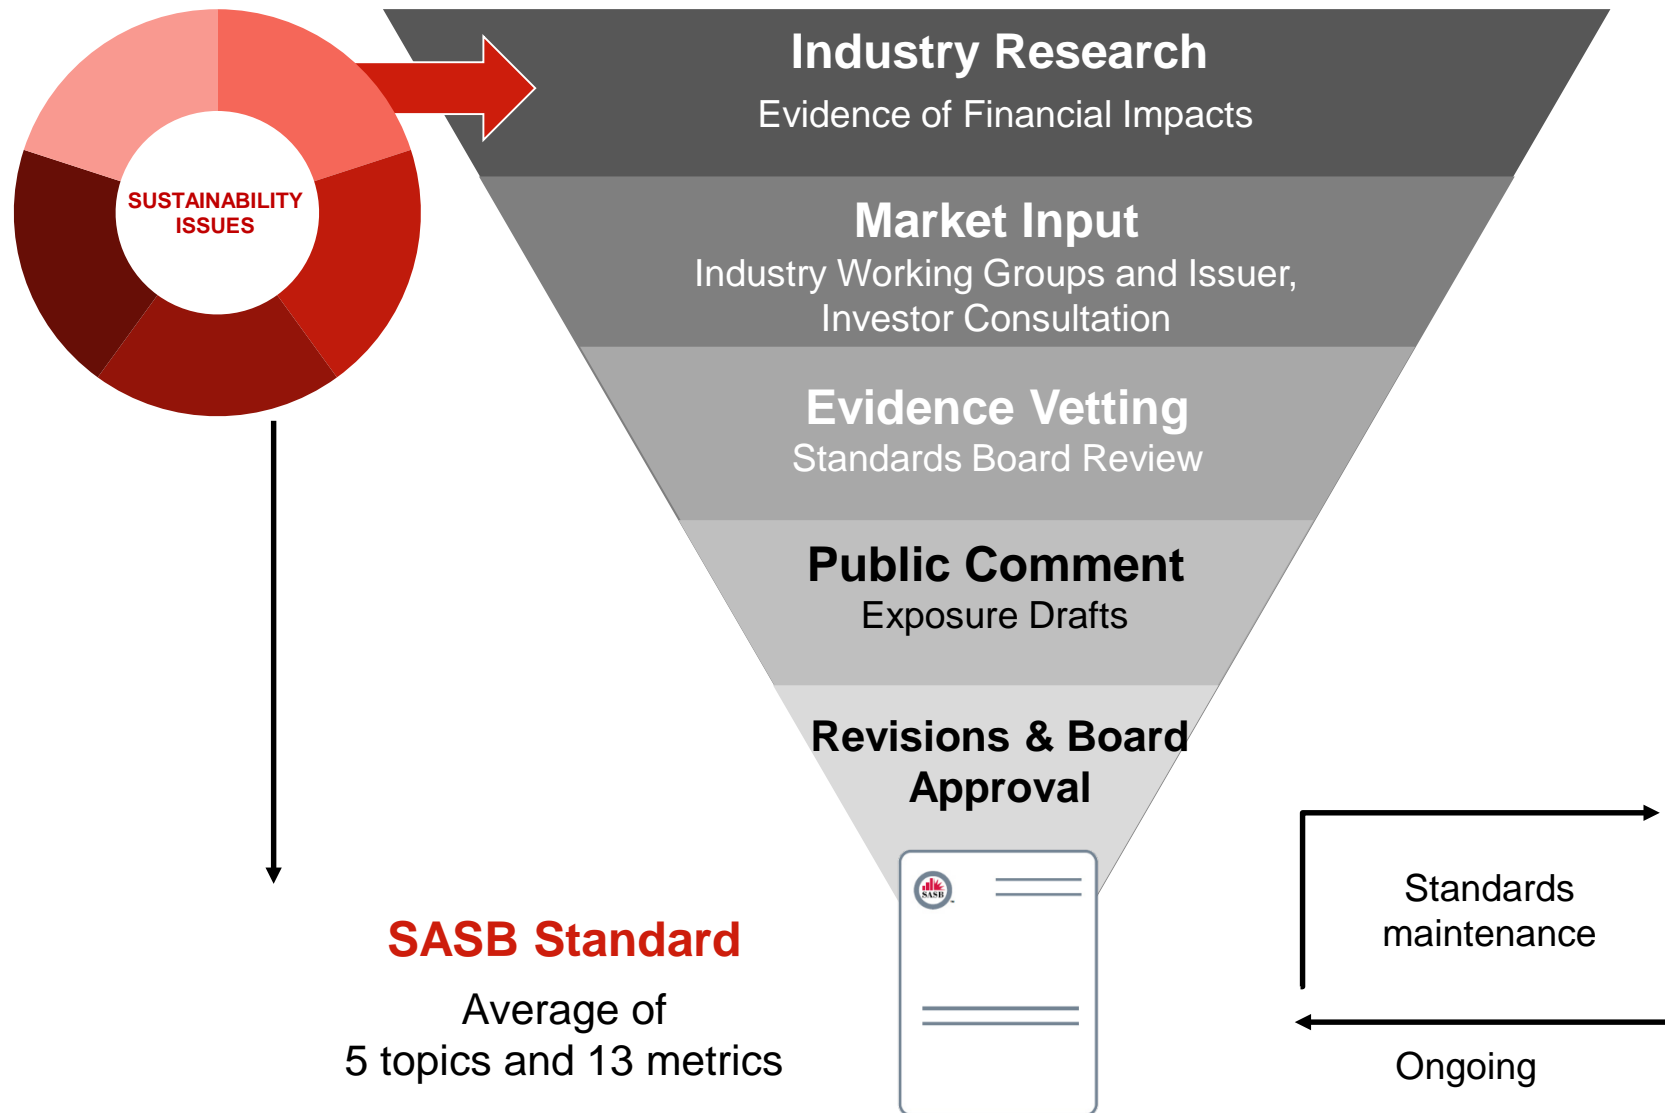 SUSTAINABILITY
ISSUES
Industry Research
Evidence of Financial Impacts
Market Input
Industry Working Groups and Issuer,
Investor Consultation
Evidence Vetting
Standards Board Review
Public Comment
Exposure Drafts
Revisions & Board
Approval
SASB
SASB Standard
Average of
5 topics and 13 metrics
Standards
maintenance
Ongoing